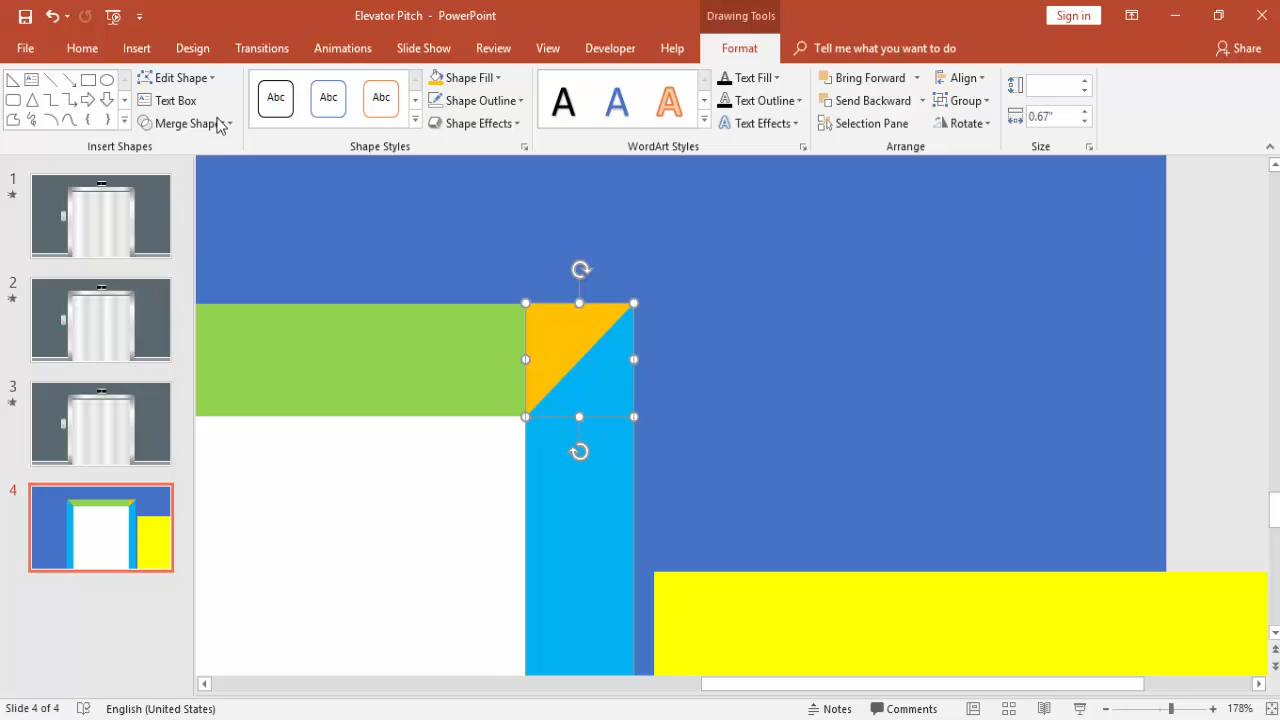 Elevator Pitch - PowerPoint
Drawing Tools
Sign in
File Home Insert Design Transitions Animations Slide Show Review View Developer Help Format Tell me what you want to do Share
Edit Shape
Text Box
Merge Shapes
Insert Shapes
Abc Abc Abc
Shape Fill
Shape Outline
Shape Effects
Shape Styles
A A A
Text Fill
Text Outline
Text Effects
WordArt Styles
Bring Forward
Send Backward
Selection Pane
Align
Group
Rotate
Arrange
0.67"
Size
1
2
3
4
Slide 4 of 4 English (United States) Notes Comments 178%